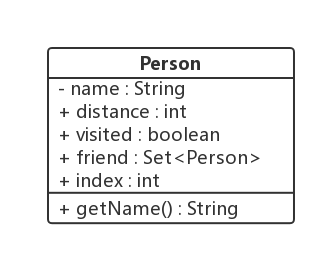 Person
- name : String
+ distance : int
+ visited : boolean
+ friend : Set<Person>
+ index : int
+ getName() : String